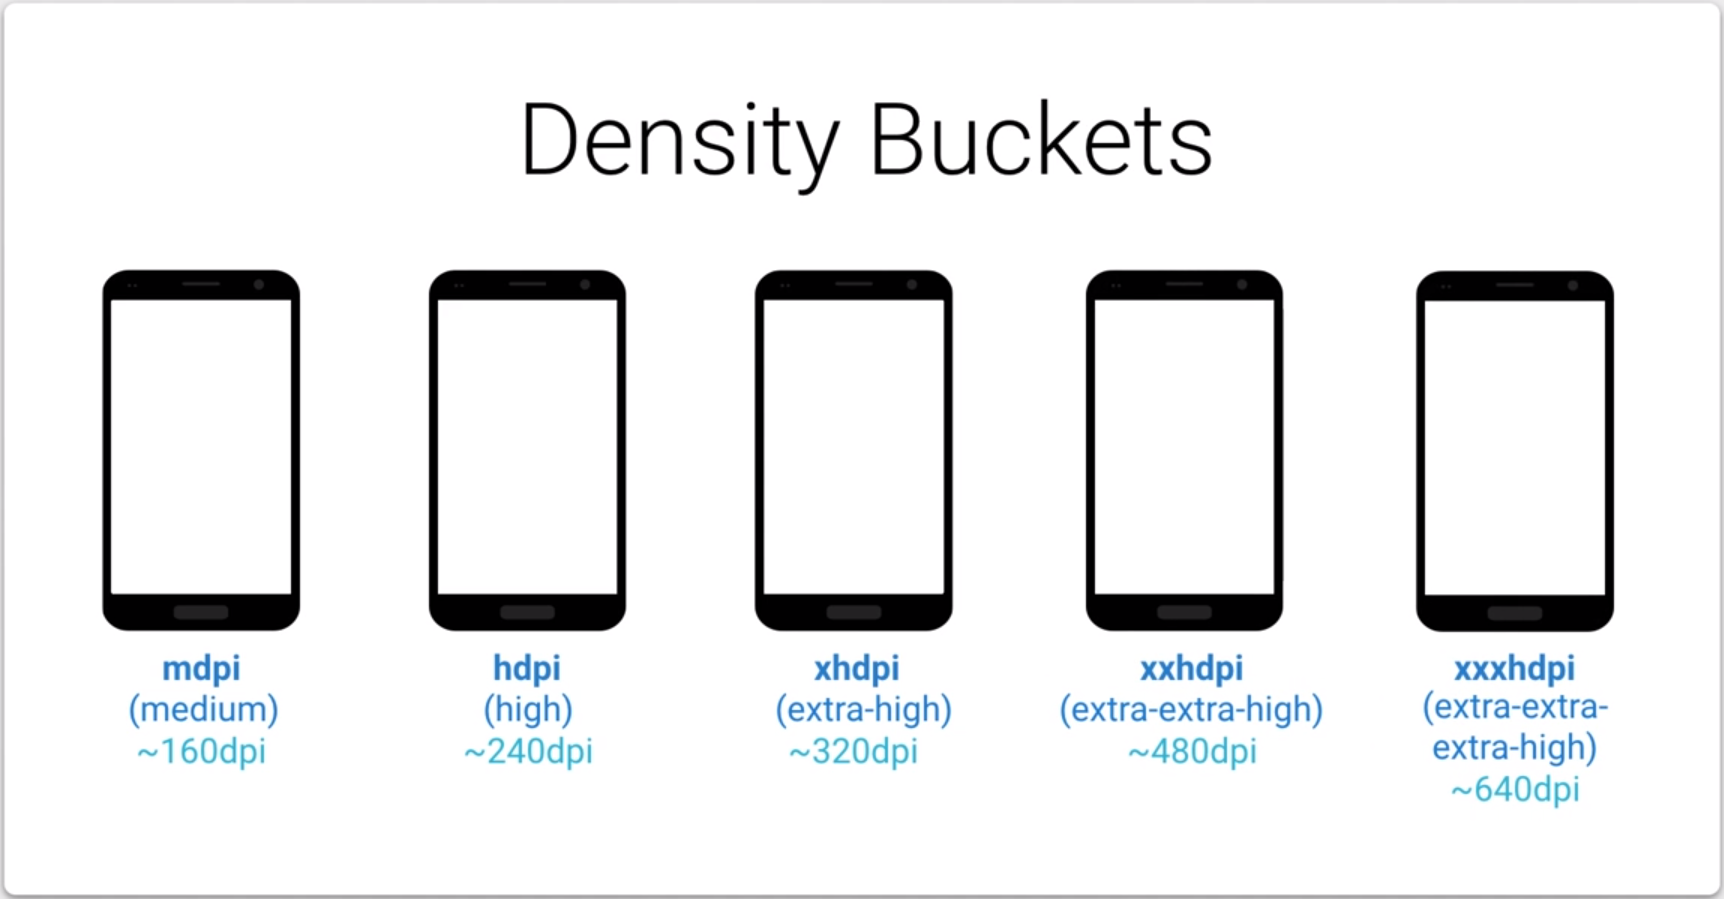 Density Buckets
mdpi
(medium)
~160dpi
hdpi
(high)
~240dpi
xhdpi
(extra-high)
~320dpi
xxhdpi
(extra-extra-high)
~480dpi
xxxhdpi
(extra-extra-
extra-high)
~640dpi